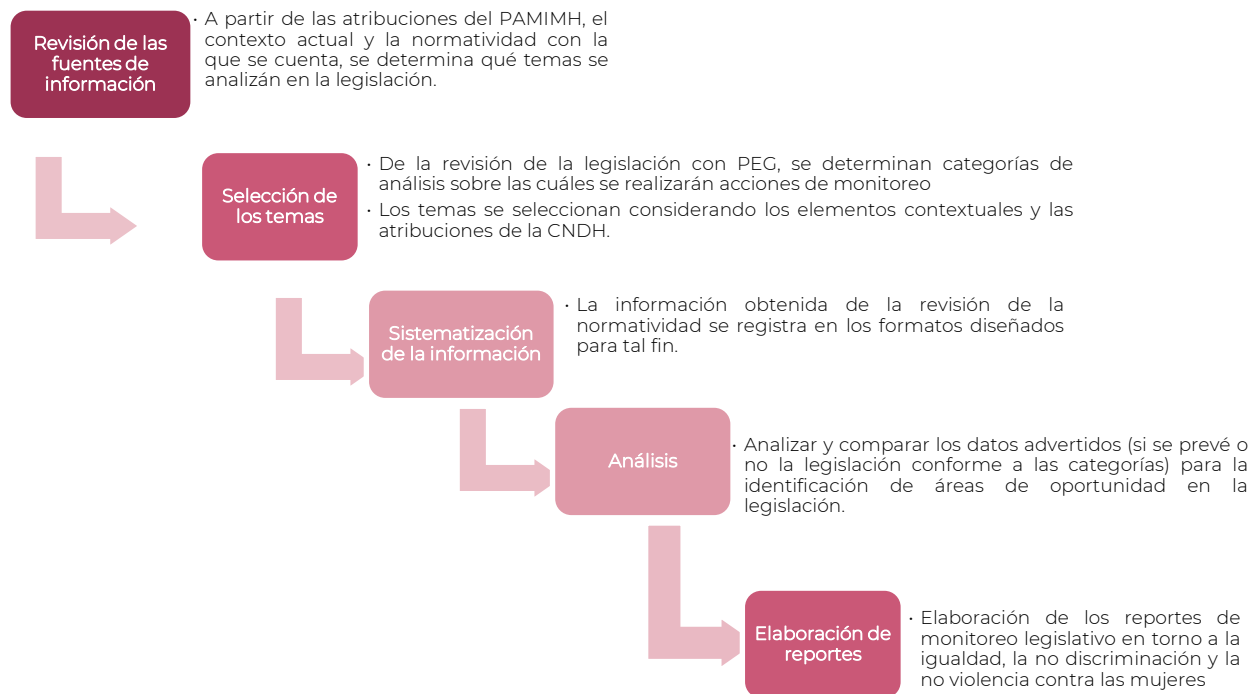 Revisión de las
fuentes de
información
· A partir de las atribuciones del PAMIMH, el
contexto actual y la normatividad con la
que se cuenta, se determina qué temas se
analizán en la legislación.
Selección de
los temas
· De la revisión de la legislación con PEG, se determinan categorías de
análisis sobre las cuáles se realizarán acciones de monitoreo
· Los temas se seleccionan considerando los elementos contextuales y las
atribuciones de la CNDH.
Sistematización
de la información
· La información obtenida de la revisión de la
normatividad se registra en los formatos diseñados
para tal fin.
Análisis
· Analizar y comparar los datos advertidos (si se prevé o
no la legislación conforme a las categorías) para la
identificación de áreas de oportunidad en la
legislación.
Elaboración de
reportes
· Elaboración de los reportes de
monitoreo legislativo en torno a la
igualdad, la no discriminación y la
no violencia contra las mujeres